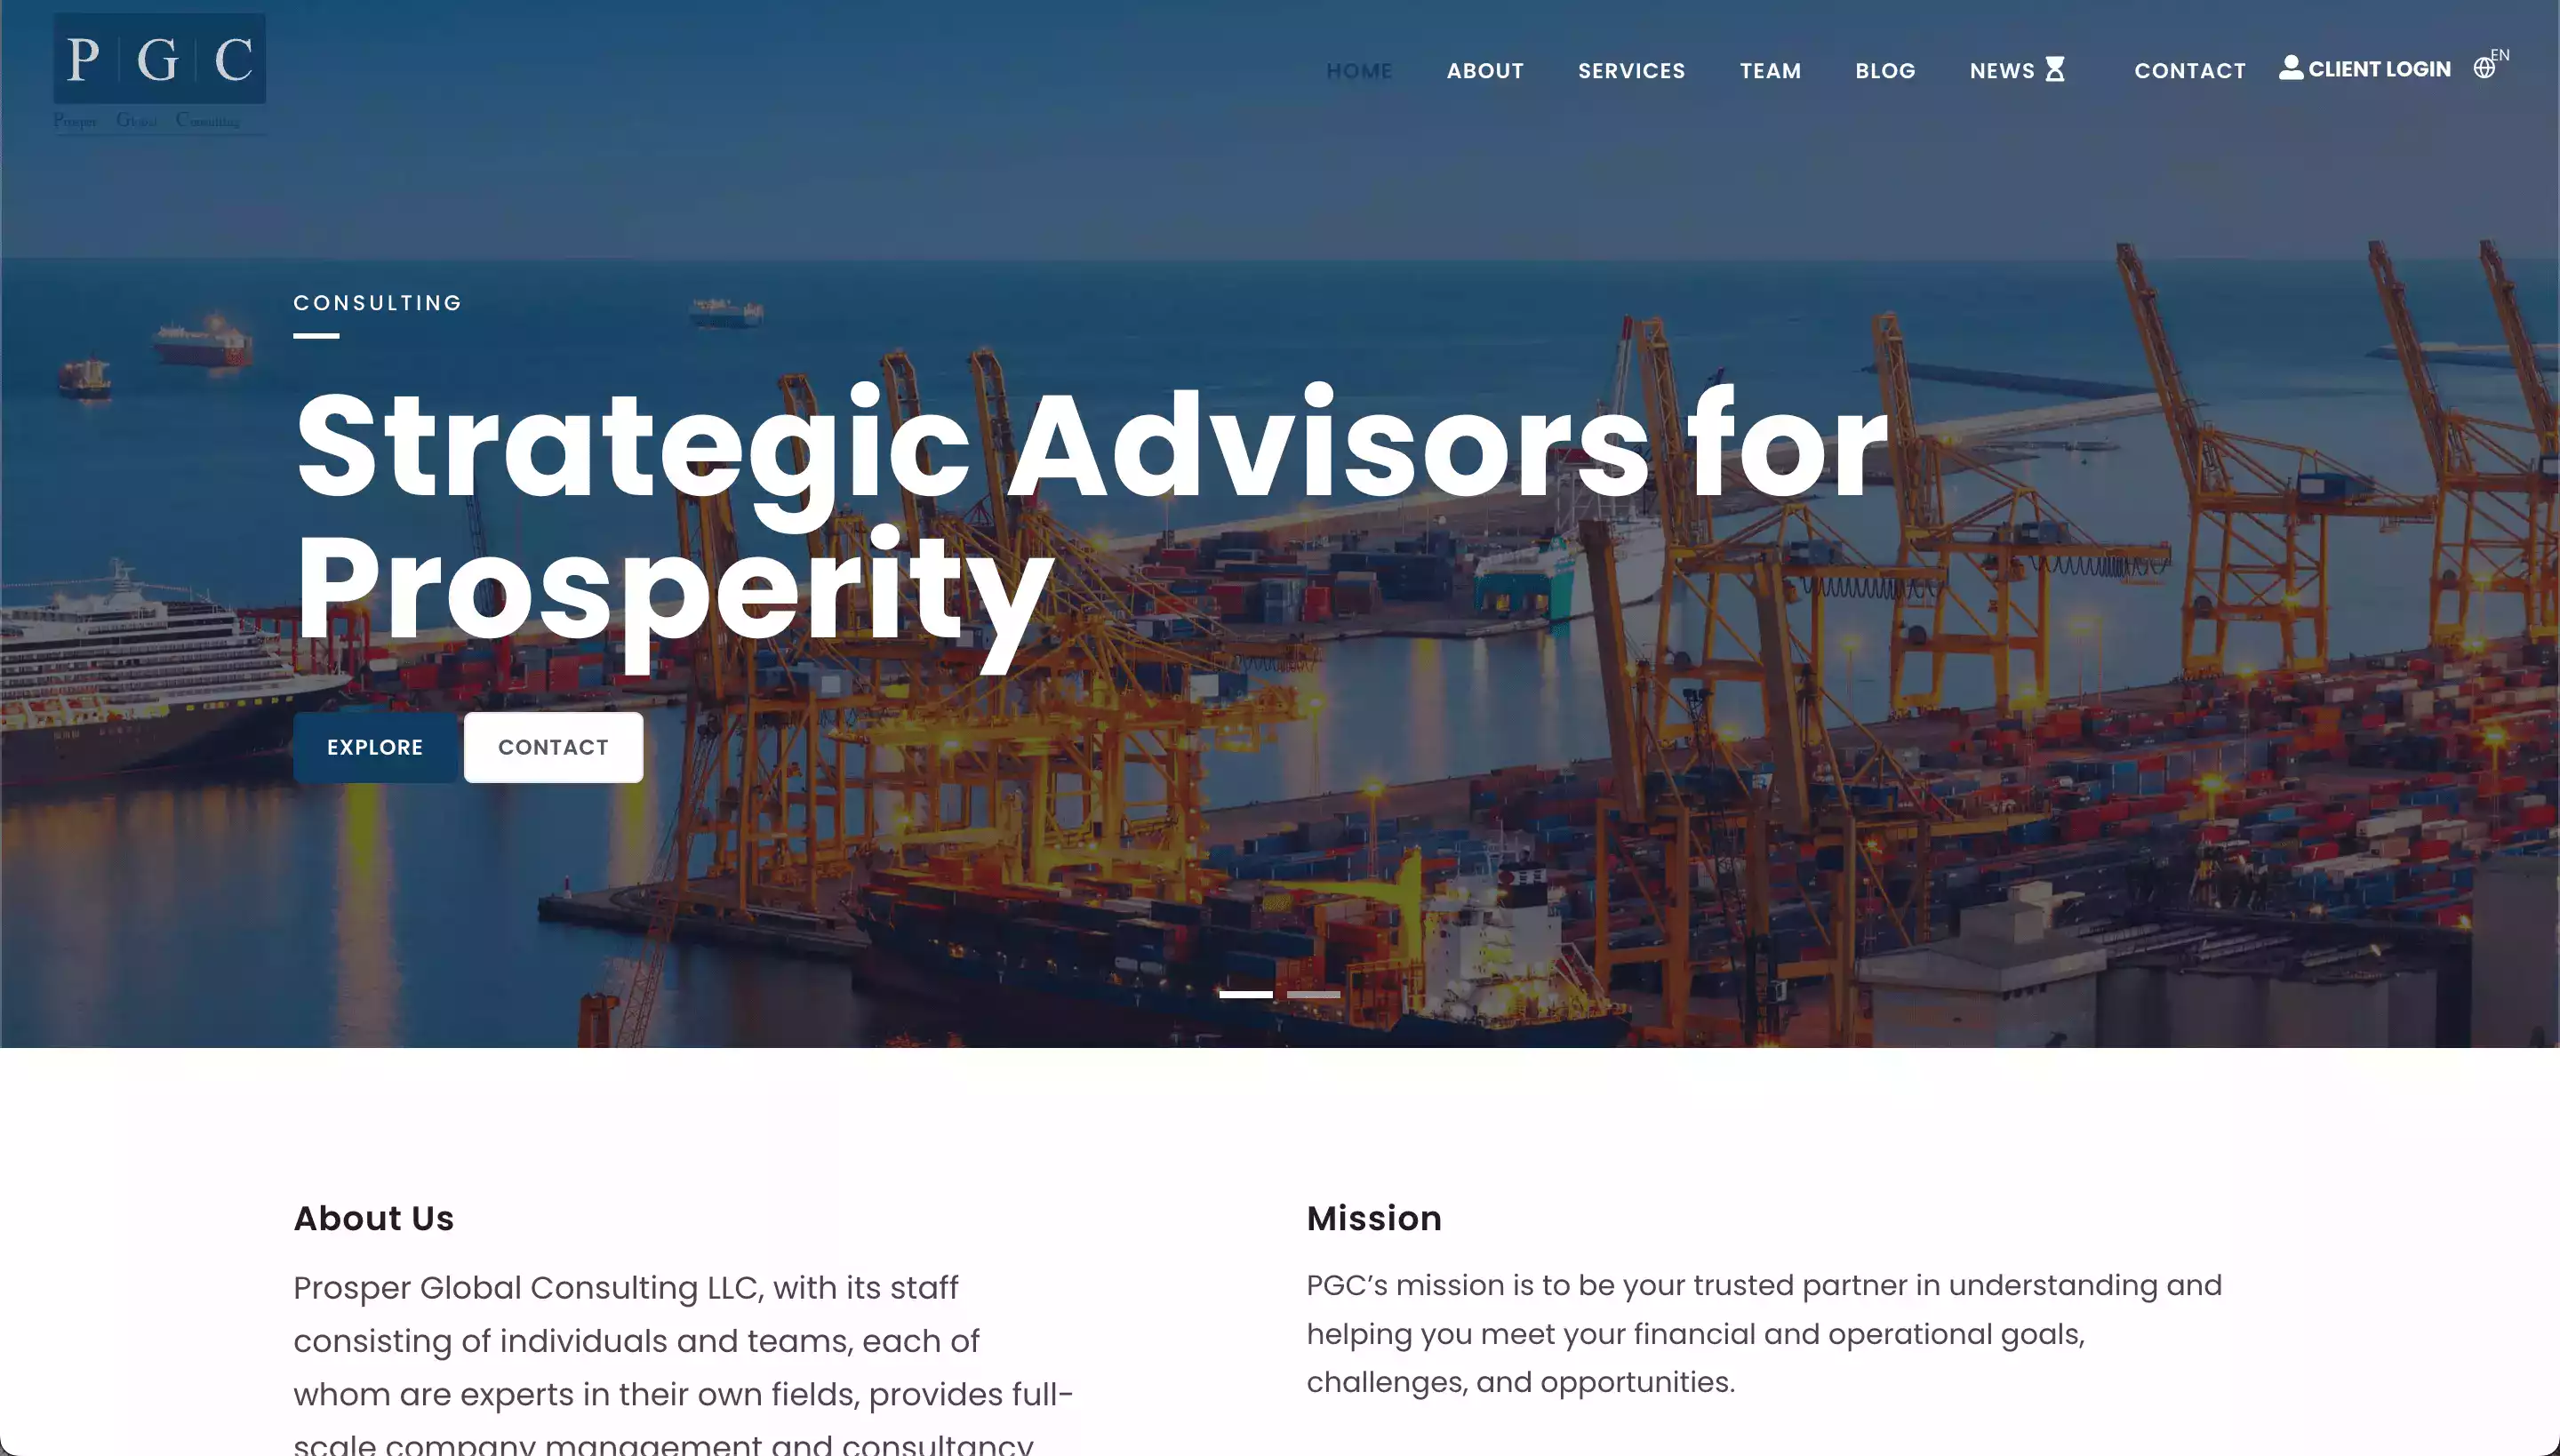 P | G | C
Prosper Global Consulting
HOME
ABOUT
SERVICES
TEAM
BLOG
NEWS
CONTACT
CLIENT LOGIN
EN
CONSULTING
Strategic Advisors for
Prosperity
EXPLORE
CONTACT
About Us
Prosper Global Consulting LLC, with its staff
consisting of individuals and teams, each of
whom are experts in their own fields, provides full-
scale company management and consultancy
Mission
PGC’s mission is to be your trusted partner in understanding and
helping you meet your financial and operational goals,
challenges, and opportunities.